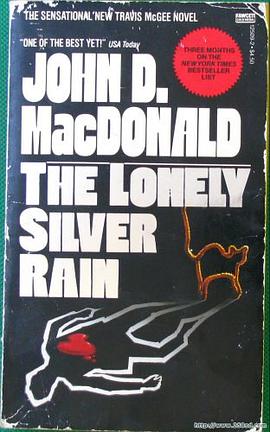 THE SENSATIONAL NEW TRAVIS McGEE NOVEL
FAWCETT
"ONE OF THE BEST YET!" USA Today
THREE MONTHS
ON THE
NEW YORK TIMES
BESTSELLER
LIST
JOHN D.
MACDONALD
THE LONELY
SILVER
RAIN